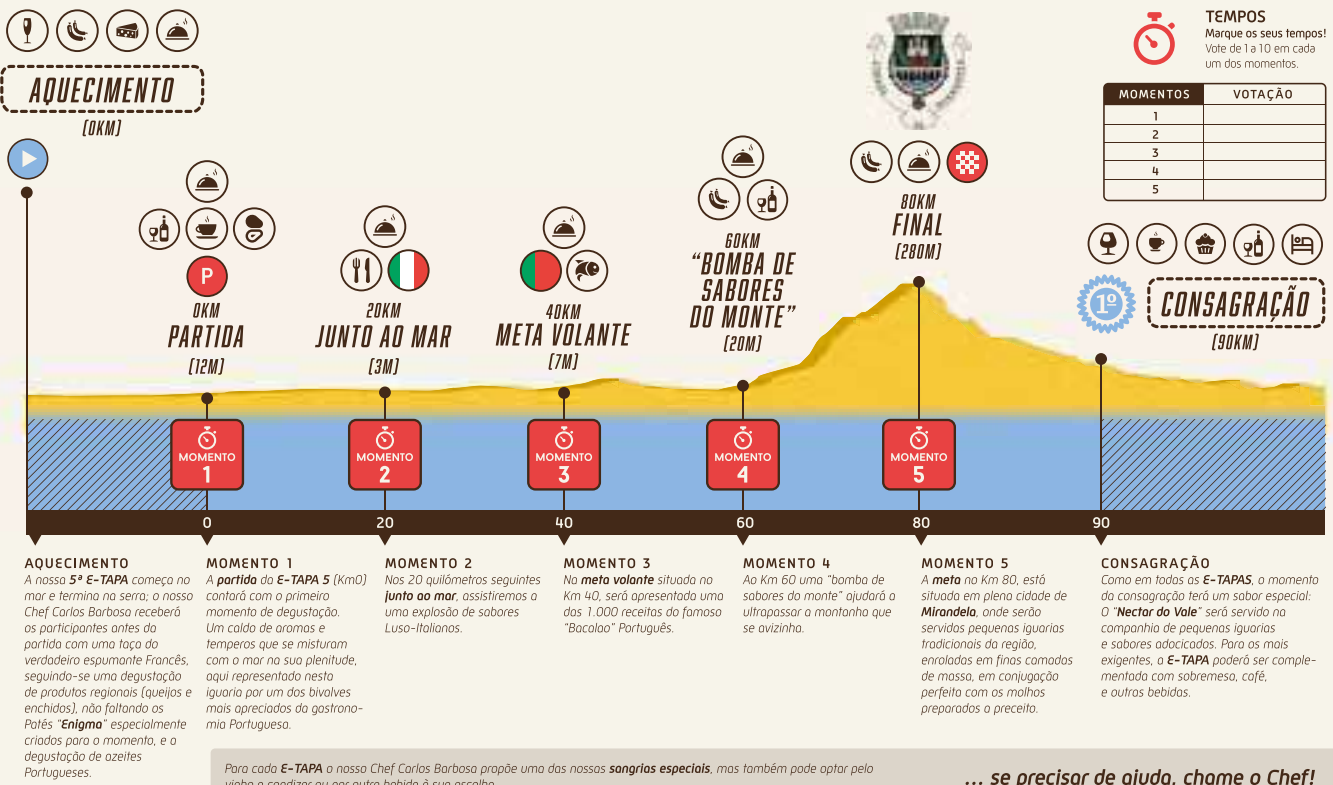 AQUECIMENTO
(0KM)
TEMPOS
Marque os seus tempos!
Vote de 1 a 10 em cada
um dos momentos.
MOMENTOS VOTAÇÃO
1
2
3
4
5
P
0KM
PARTIDA
(12M)
20KM
JUNTO AO MAR
(3M)
40KM
META VOLANTE
(7M)
60KM
“BOMBA DE
SABORES
DO MONTE”
(20M)
80KM
FINAL
(280M)
1º
CONSAGRAÇÃO
(90KM)
MOMENTO
1
MOMENTO
2
MOMENTO
3
MOMENTO
4
MOMENTO
5
0 20 40 60 80 90
AQUECIMENTO
A nossa 5ª E-TAPA começa no
mar e termina na serra; o nosso
Chef Carlos Barbosa receberá
os participantes antes da
partida com uma taça do
verdadeiro espumante Francês,
seguindo-se uma degustação
de produtos regionais (queijos e
enchidos), não faltando os
Patés "Enigma" especialmente
criados para o momento, e a
degustação de azeites
Portugueses.
MOMENTO 1
A partida da E-TAPA 5 (Km0)
contará com o primeiro
momento de degustação.
Um caldo de aromas e
temperos que se misturam
com o mar na sua plenitude,
aqui representado nesta
iguaria por um dos bivalves
mais apreciados da gastrono-
mia Portuguesa.
MOMENTO 2
Nos 20 quilómetros seguintes
junto ao mar, assistiremos a
uma explosão de sabores
Luso-Italianos.
MOMENTO 3
Na meta volante situada no
Km 40, será apresentada uma
das 1.000 receitas do famoso
"Bacalao" Português.
MOMENTO 4
Ao Km 60 uma "bomba de
sabores do monte" ajudará a
ultrapassar a montanha que
se avizinha.
MOMENTO 5
A meta no Km 80, está
situada em plena cidade de
Mirandela, onde serão
servidas pequenas iguarias
tradicionais da região,
enroladas em finas camadas
de massa, em conjugação
perfeita com os molhos
preparados a preceito.
CONSAGRAÇÃO
Como em todas as E-TAPAS, o momento
da consagração terá um sabor especial:
O "Nectar do Vale" será servido na
companhia de pequenas iguarias
e sabores adocicados. Para os mais
exigentes, a E-TAPA poderá ser comple-
mentada com sobremesa, café,
e outras bebidas.
Para cada E-TAPA o nosso Chef Carlos Barbosa propõe uma das nossas sangrias especiais, mas também pode optar pelo
... se precisar de ajuda, chame o Chef!